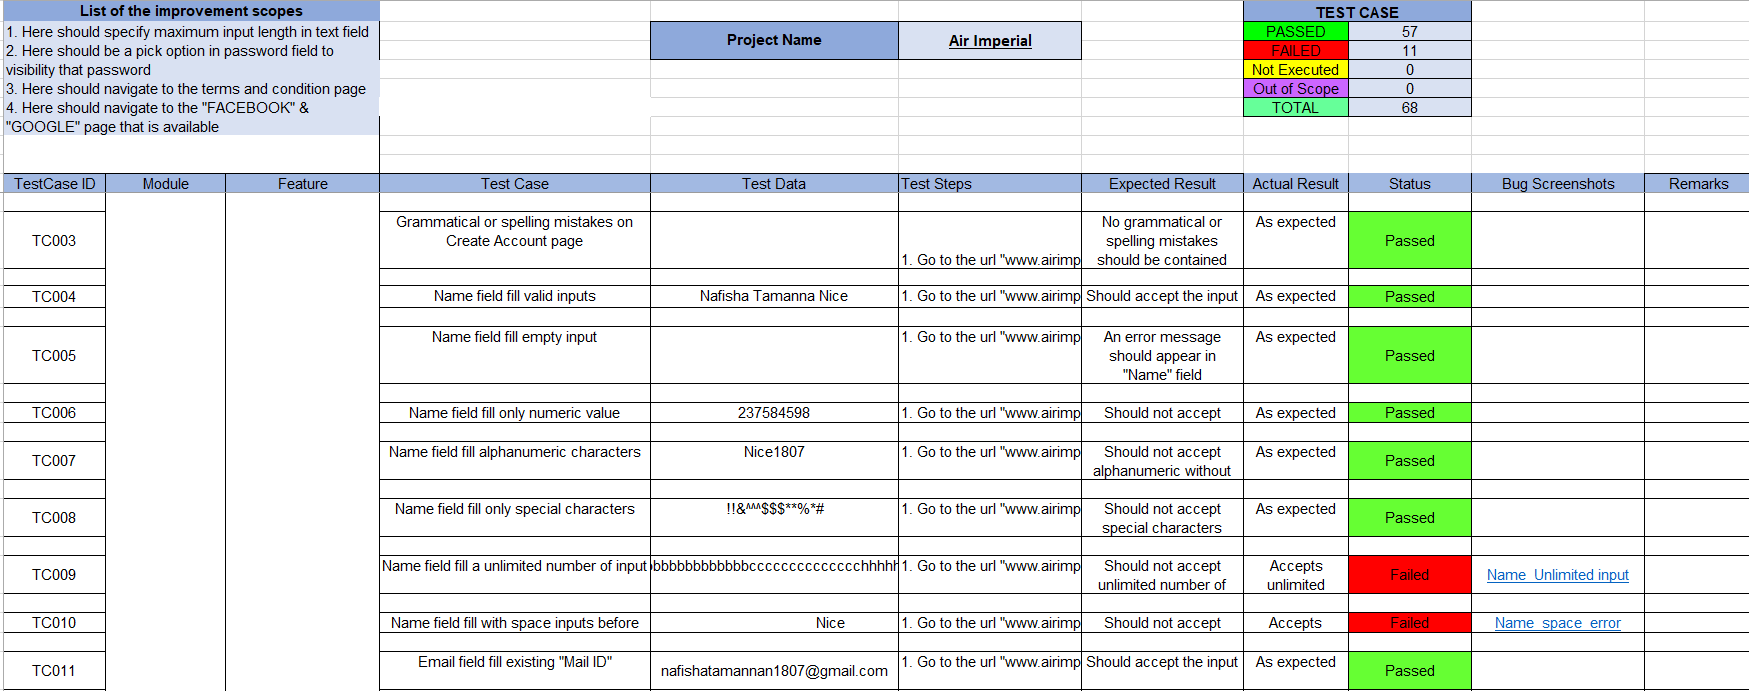 List of the improvement scopes
1. Here should specify maximum input length in text field
2. Here should be a pick option in password field to
visibility that password
3. Here should navigate to the terms and condition page
4. Here should navigate to the "FACEBOOK" &
"GOOGLE" page that is available
Project Name
Air Imperial
TEST CASE
PASSED 57
FAILED 11
Not Executed 0
Out of Scope 0
TOTAL 68
TestCase ID Module Feature Test Case Test Data Test Steps Expected Result Actual Result Status Bug Screenshots Remarks
TC003
Grammatical or spelling mistakes on
Create Account page
1. Go to the url "www.airimp
No grammatical or
spelling mistakes
should be contained
As expected
Passed
TC004
Name field fill valid inputs
Nafisha Tamanna Nice
1. Go to the url "www.airimp
Should accept the input
As expected
Passed
TC005
Name field fill empty input
1. Go to the url "www.airimp
An error message
should appear in
"Name" field
As expected
Passed
TC006
Name field fill only numeric value
237584598
1. Go to the url "www.airimp
Should not accept
As expected
Passed
TC007
Name field fill alphanumeric characters
Nice1807
1. Go to the url "www.airimp
Should not accept
alphanumeric without
As expected
Passed
TC008
Name field fill only special characters
!!&^^^$$$**%*#
1. Go to the url "www.airimp
Should not accept
special characters
As expected
Passed
TC009
Name field fill a unlimited number of input
1. Go to the url "www.airimp
Should not accept
unlimited number of
Accepts
unlimited
Failed
Name_Unlimited input
TC010
Name field fill with space inputs before
Nice
1. Go to the url "www.airimp
Should not accept
Accepts
Failed
Name_space_error
TC011
Email field fill existing "Mail ID"
nafishatamannan1807@gmail.com
1. Go to the url "www.airimp
Should accept the input
As expected
Passed